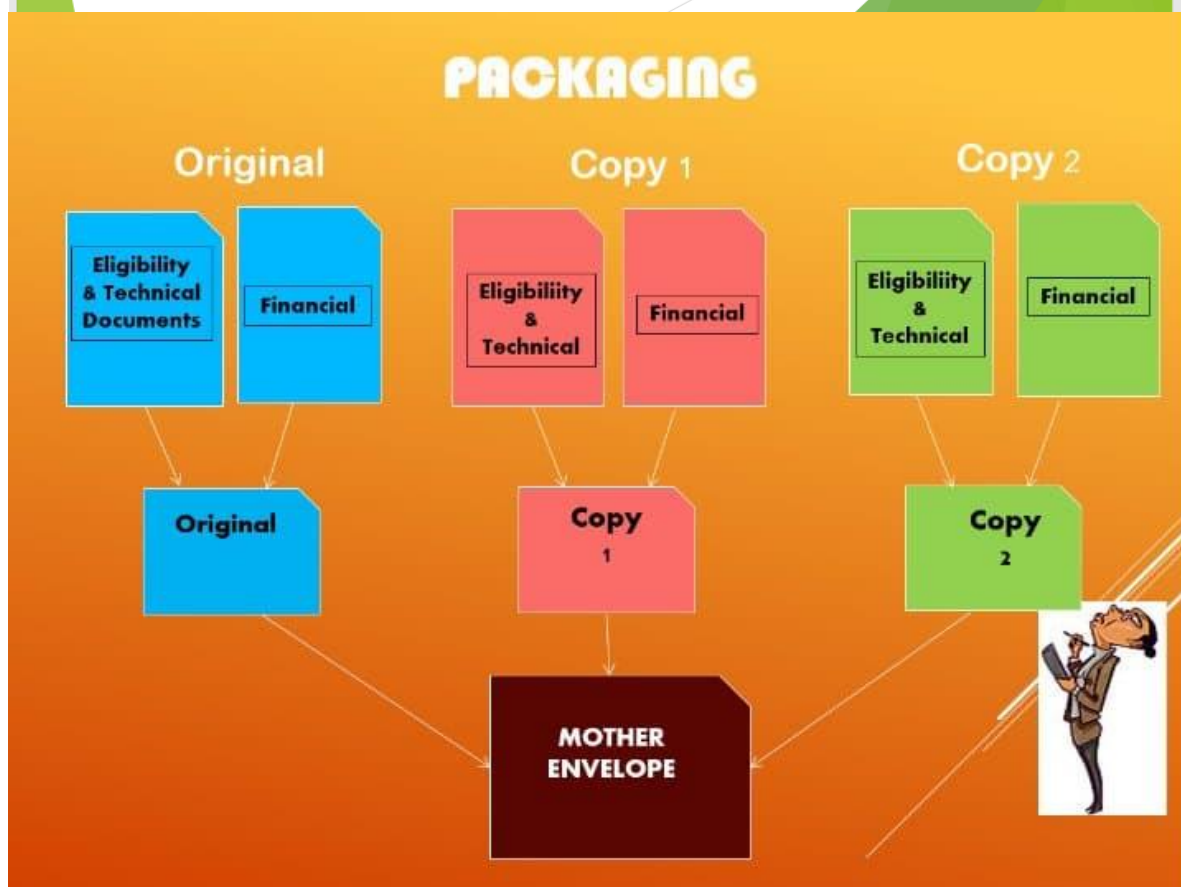 PACKAGING
Original
Copy 1
Copy 2
Eligibility
& Technical
Documents
Financial
Eligibiliity
&
Technical
Financial
Eligibiliity
&
Technical
Financial
Original
Copy
1
Copy
2
MOTHER
ENVELOPE